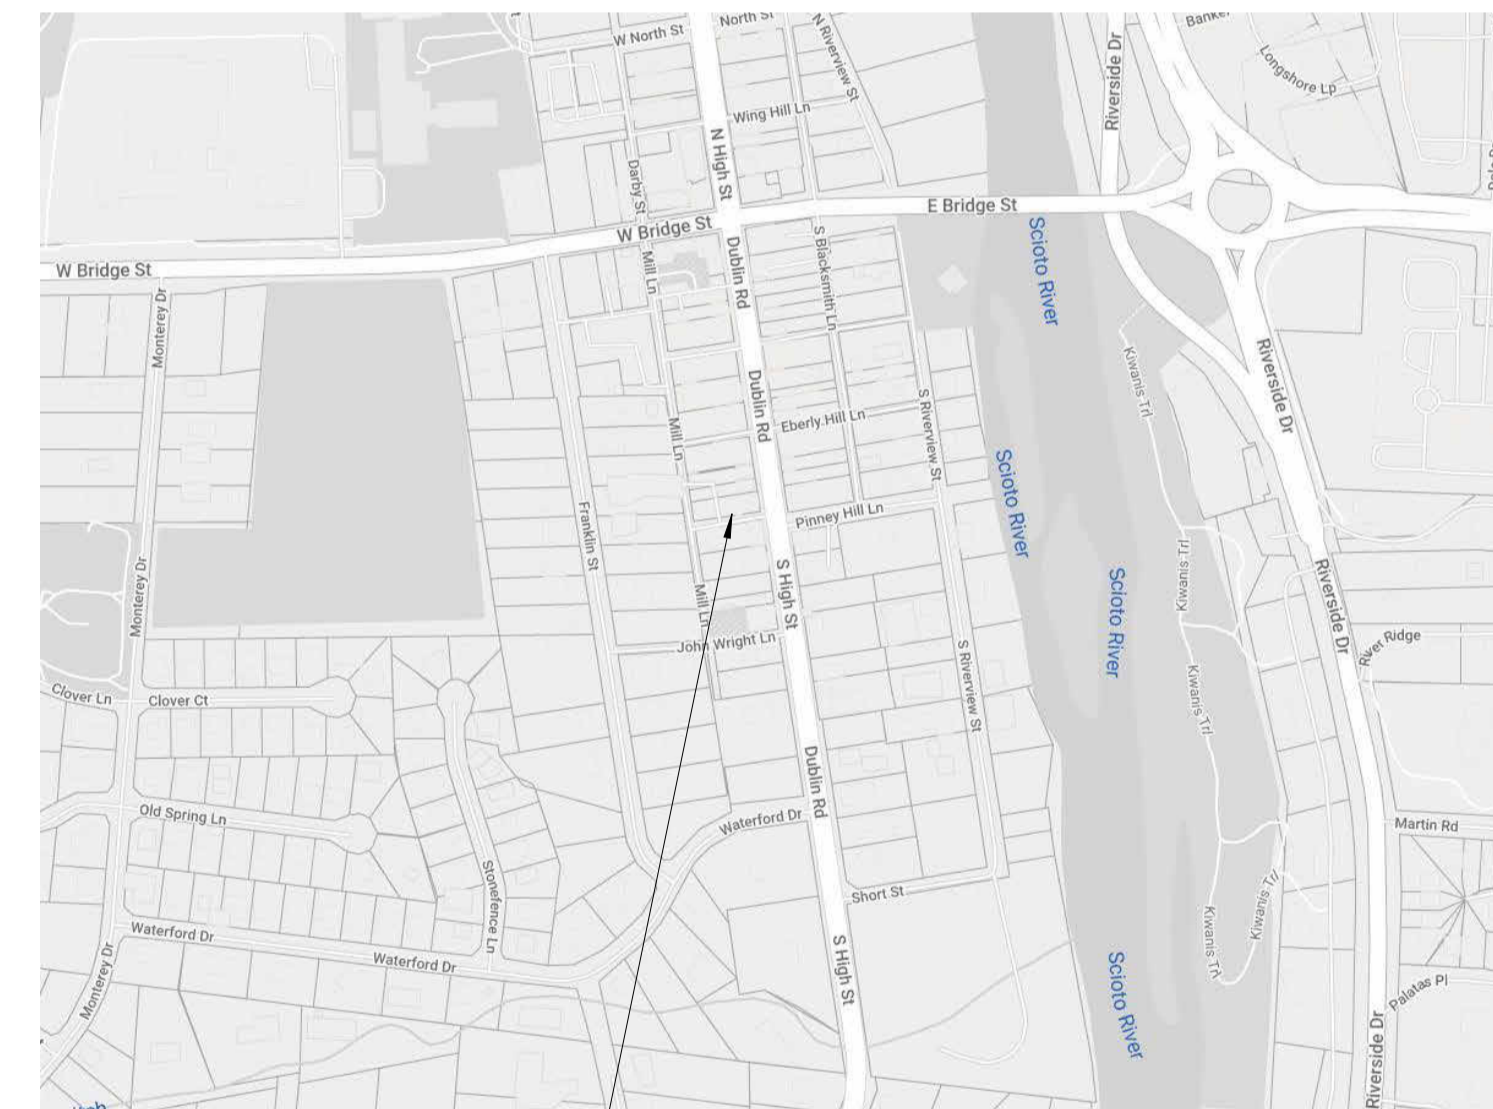 W North St
North St
N Riverview St
Riverside Dr
Longshore Lp
Wing Hill Ln
N High St
Darby St
W Bridge St
E Bridge St
W Bridge St
Mill Ln
Dublin Rd
S Blacksmith Ln
Scioto River
Monterey Dr
Kiwanis Trl
Riverside Dr
Dublin Rd
Eberly Hill Ln
S Riverview St
Mill Ln
Scioto River
Pinney Hill Ln
Franklin St
Kiwanis Trl
Riverside Dr
Monterey Dr
S High St
Mill Ln
Scioto River
John Wright Ln
S Riverview St
River Ridge
Clover Ln
Clover Ct
Kiwanis Trl
Dublin Rd
Old Spring Ln
Waterford Dr
Martin Rd
Stonefence Ln
Short St
Kiwanis Trl
Kiwanis Trl
Waterford Dr
Waterford Dr
S High St
Scioto River
Monterey Dr
Palatas Pl
Riverside Dr